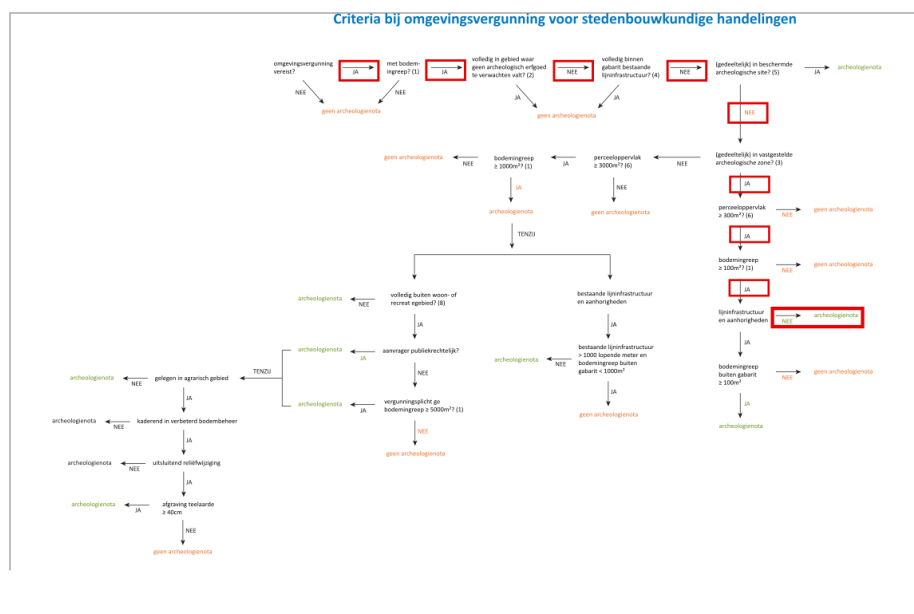 Criteria bij omgevingsvergunning voor stedenbouwkundige handelingen
omgevingsvergunning
vereist?
JA
met bodem-
ingreep? (1)
JA
volledig in gebied waar
geen archeologisch erfgoed
te verwachten valt? (2)
NEE
volledig binnen
gabarit bestaande
lijninfrastructuur? (4)
NEE
(gedeeltelijk) in beschermde
archeologische site? (5)
JA
archeologienota
NEE
NEE
JA
JA
geen archeologienota
geen archeologienota
NEE
geen archeologienota
NEE
bodemingreep
≥ 1000m²? (1)
JA
perceeloppervlak
≥ 3000m²? (6)
NEE
(gedeeltelijk) in vastgestelde
archeologische zone? (3)
JA
NEE
JA
archeologienota
geen archeologienota
perceeloppervlak
≥ 300m²? (6)
NEE
geen archeologienota
TENZIJ
JA
bodemingreep
≥ 100m²? (1)
NEE
geen archeologienota
JA
archeologienota
NEE
volledig buiten woon- of
recreat egebied? (8)
bestaande lijninfrastructuur
en aanhorigheden
lijninfrastructuur
en aanhorigheden
NEE
archeologienota
JA
JA
JA
archeologienota
JA
aanvrager publiekrechtelijk?
archeologienota
NEE
bestaande lijninfrastructuur
> 1000 lopende meter en
bodemingreep buiten
gabarit < 1000m²
bodemingreep
buiten gabarit
≥ 100m²
NEE
geen archeologienota
archeologienota
NEE
gelegen in agrarisch gebied
TENZIJ
NEE
JA
JA
JA
archeologienota
JA
vergunningsplicht ge
bodemingreep ≥ 5000m²? (1)
geen archeologienota
archeologienota
archeologienota
NEE
kaderend in verbeterd bodembeheer
NEE
JA
geen archeologienota
archeologienota
NEE
uitsluitend reliëfwijziging
JA
archeologienota
JA
afgraving teelaarde
≥ 40cm
NEE
geen archeologienota